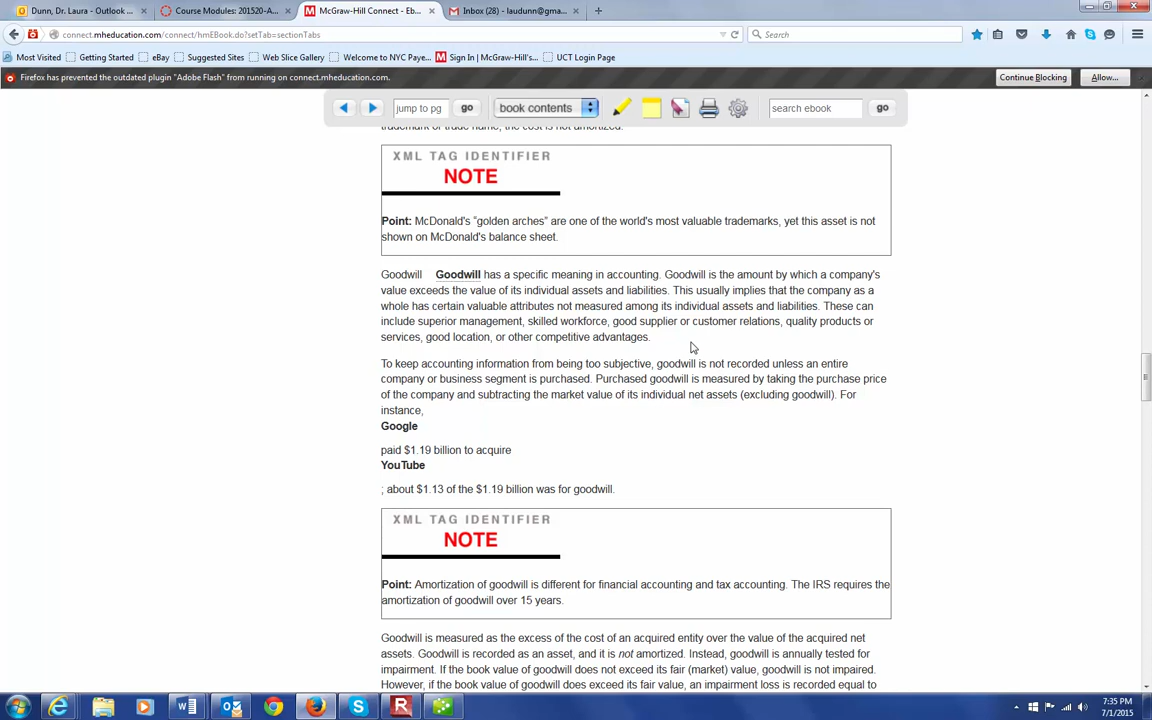 Dunn, Dr. Laura - Outlook ...
Course Modules: 201520-A...
McGraw-Hill Connect - Eb...
Inbox (28) - laudunn@gma...
connect.mheducation.com/connect/hmEBook.do?setTab=sectionTabs
Search
Most Visited
Getting Started
eBay
Suggested Sites
Web Slice Gallery
Welcome to NYC Paye...
Sign In | McGraw-Hill's...
UCT Login Page
Firefox has prevented the outdated plugin "Adobe Flash" from running on connect.mheducation.com.
Continue Blocking
Allow...
jump to pg
go
book contents
search ebook
go
trademark or trade name, the cost is not amortized.
XML TAG IDENTIFIER
NOTE
Point: McDonald's "golden arches" are one of the world's most valuable trademarks, yet this asset is not
shown on McDonald's balance sheet.
Goodwill Goodwill has a specific meaning in accounting. Goodwill is the amount by which a company's
value exceeds the value of its individual assets and liabilities. This usually implies that the company as a
whole has certain valuable attributes not measured among its individual assets and liabilities. These can
include superior management, skilled workforce, good supplier or customer relations, quality products or
services, good location, or other competitive advantages.
To keep accounting information from being too subjective, goodwill is not recorded unless an entire
company or business segment is purchased. Purchased goodwill is measured by taking the purchase price
of the company and subtracting the market value of its individual net assets (excluding goodwill). For
instance,
Google
paid $1.19 billion to acquire
YouTube
; about $1.13 of the $1.19 billion was for goodwill.
XML TAG IDENTIFIER
NOTE
Point: Amortization of goodwill is different for financial accounting and tax accounting. The IRS requires the
amortization of goodwill over 15 years.
Goodwill is measured as the excess of the cost of an acquired entity over the value of the acquired net
assets. Goodwill is recorded as an asset, and it is not amortized. Instead, goodwill is annually tested for
impairment. If the book value of goodwill does not exceed its fair (market) value, goodwill is not impaired.
However, if the book value of goodwill does exceed its fair value, an impairment loss is recorded equal to
7:35 PM
7/1/2015